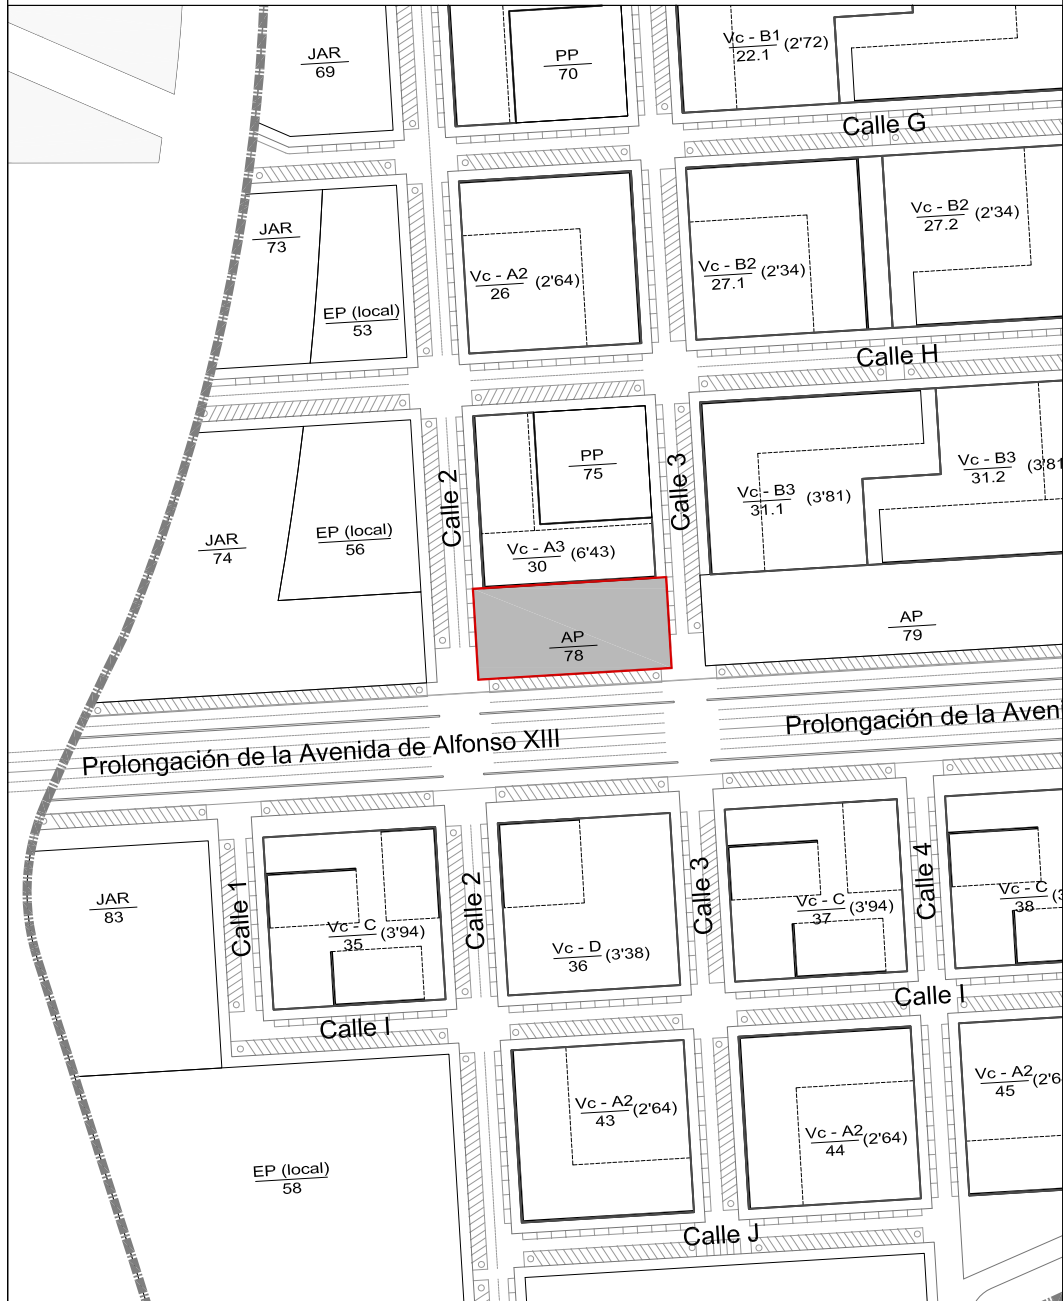 JAR
69
PP
70
Vc - B1
22.1 (2'72)
Calle G
JAR
73
EP (local)
53
Vc - A2
26 (2'64)
Vc - B2
27.1 (2'34)
Vc - B2
27.2 (2'34)
Calle H
JAR
74
EP (local)
56
Calle 2
PP
75
Vc - A3
30 (6'43)
Calle 3
Vc - B3
31.1 (3'81)
Vc - B3
31.2 (3'81
AP
78
AP
79
Prolongación de la Avenida de Alfonso XIII
Prolongación de la Aven
JAR
83
Calle 1
Vc - C
35 (3'94)
Calle 2
Vc - D
36 (3'38)
Calle 3
Vc - C
37 (3'94)
Calle 4
Vc - C
38 (3
Calle I
Calle I
EP (local)
58
Vc - A2
43 (2'64)
Vc - A2
44 (2'64)
Vc - A2
45 (2'6
Calle J